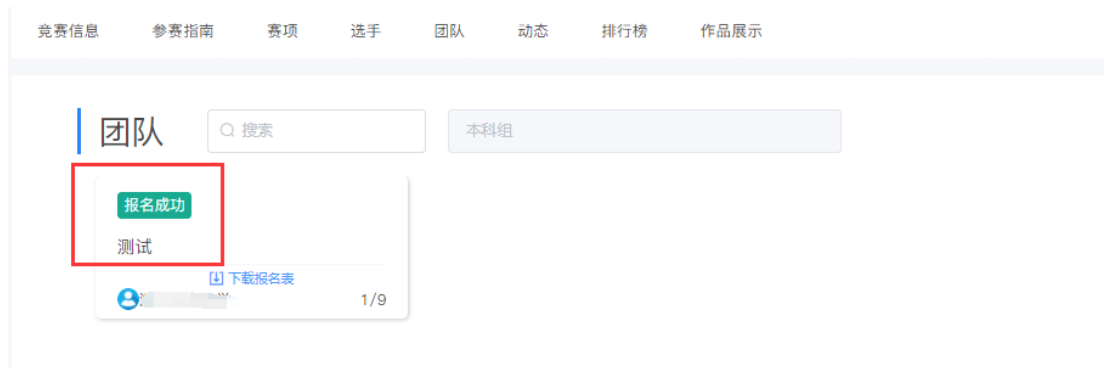 竞赛信息 参赛指南 赛项 选手 团队 动态 排行榜 作品展示
团队 搜索 本科组
报名成功
测试
下载报名表
1/9